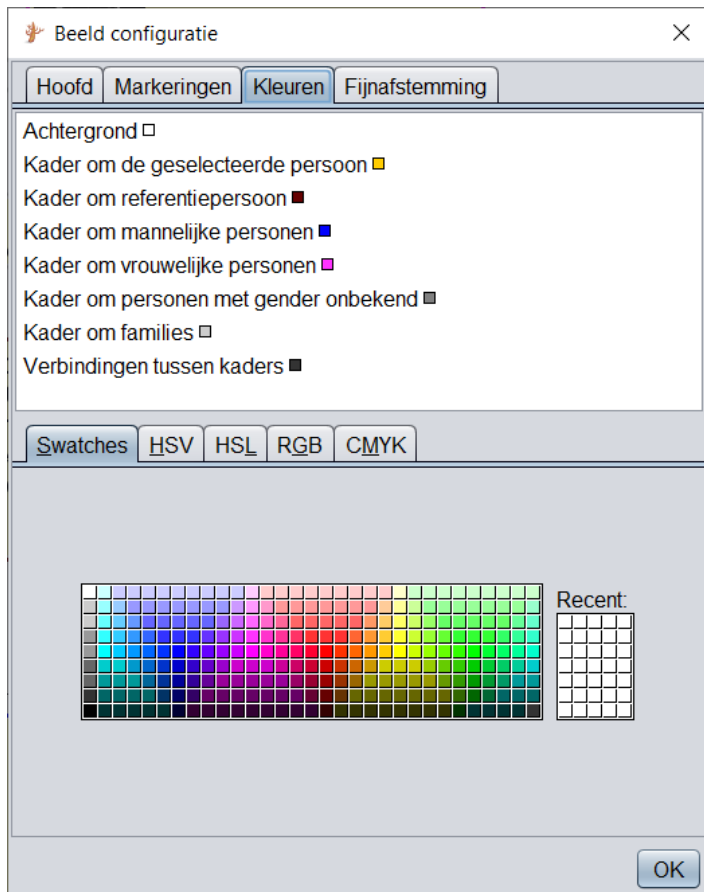 Beeld configuratie
Hoofd Markeringen Kleuren Fijnafstemming
Achtergrond
Kader om de geselecteerde persoon
Kader om referentiepersoon
Kader om mannelijke personen
Kader om vrouwelijke personen
Kader om personen met gender onbekend
Kader om families
Verbindingen tussen kaders
Swatches HSV HSL RGB CMYK
Recent:
OK